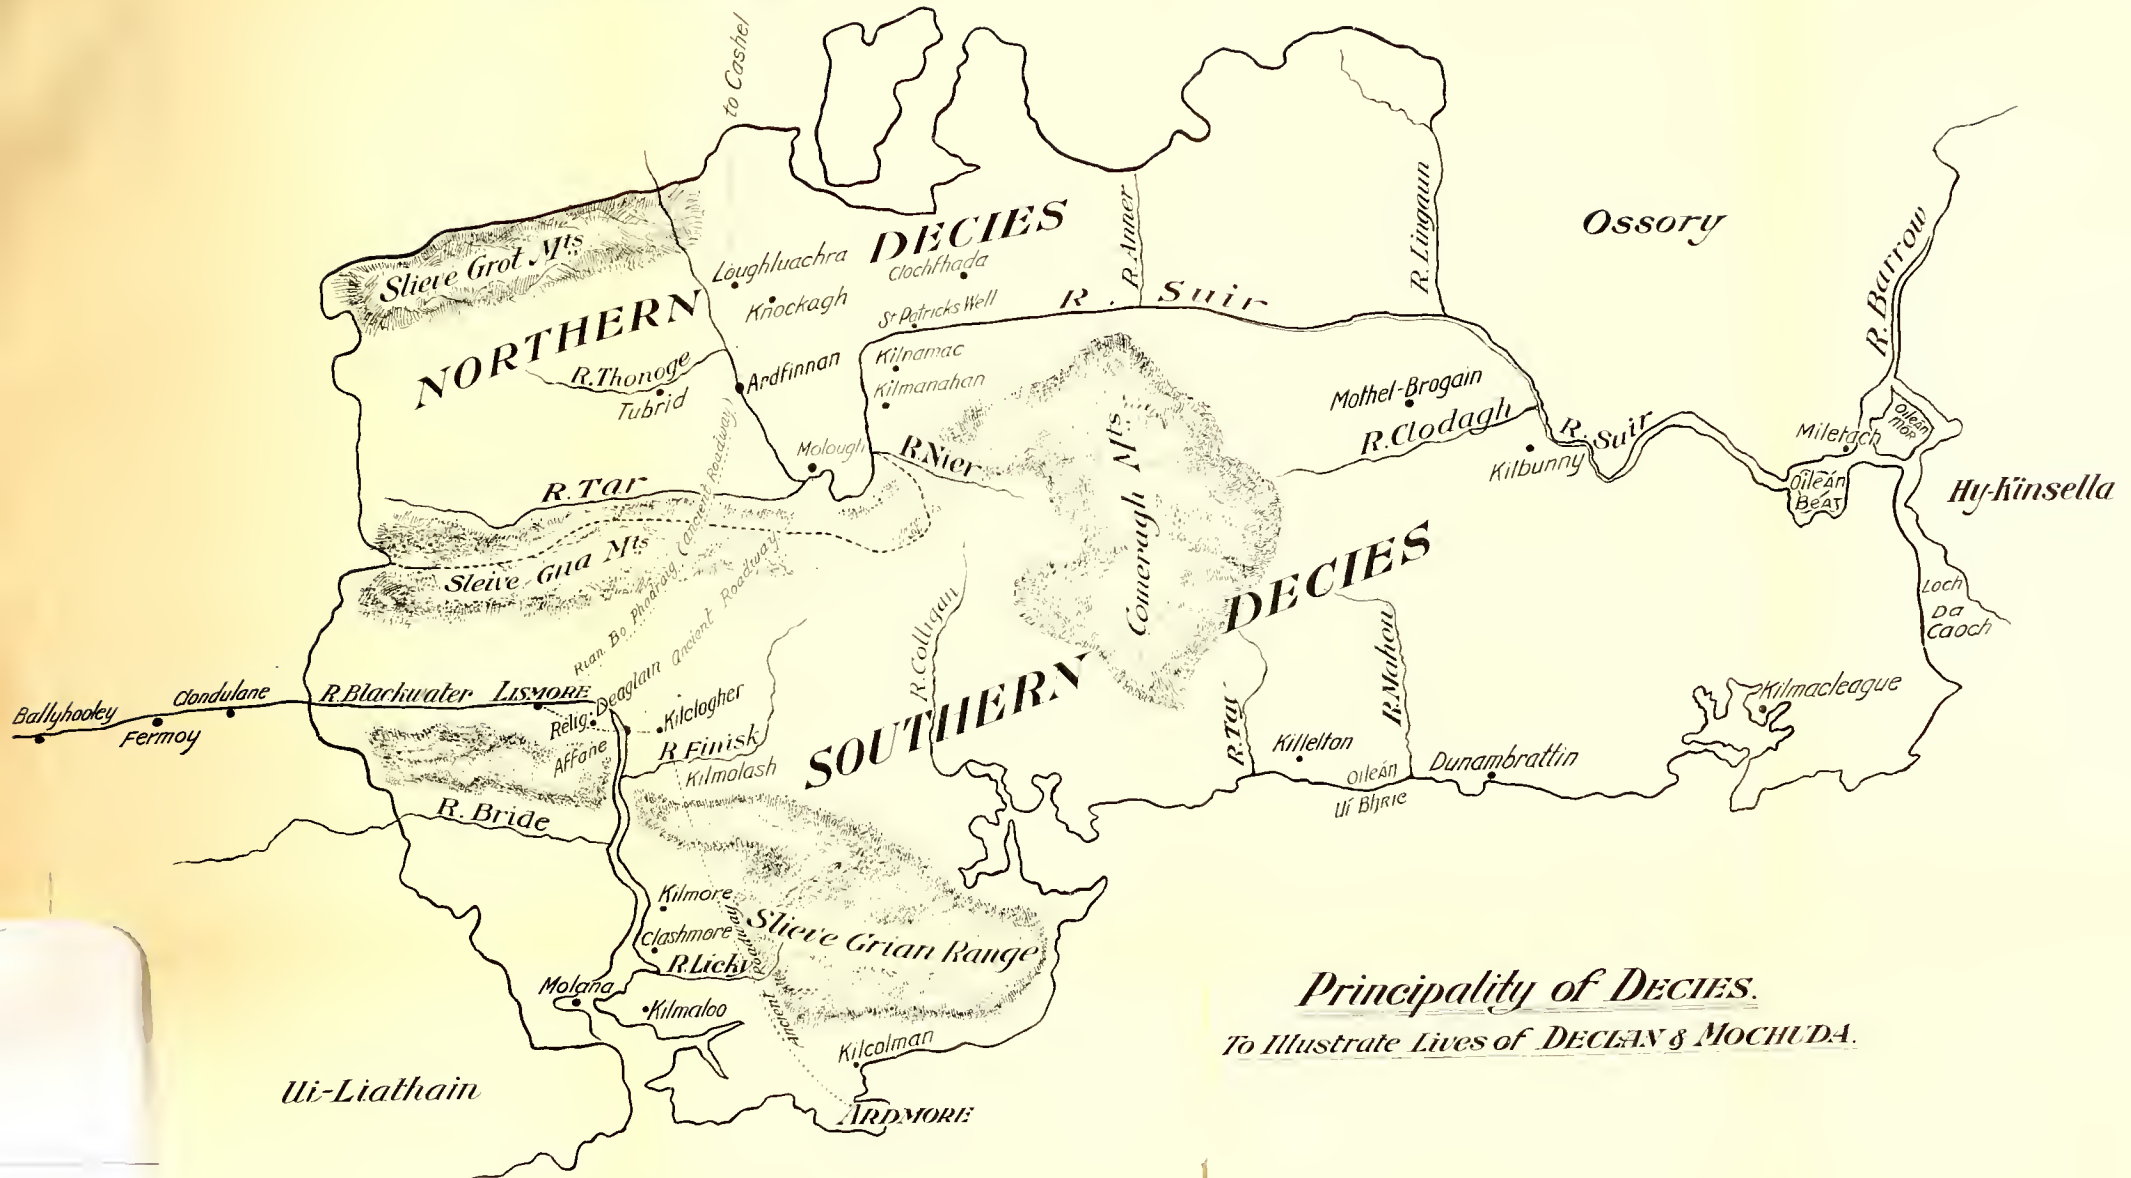 to Cashel
Slieve Grot Mts
NORTHERN DECIES
Loughluachra
Clochfhada
Knockagh
St Patricks Well
R. Anner
R. Lingaun
Ossory
R. Barrow
R. Suir
R. Thonoge
Tubrid
Ardfinnan
Kilnamac
Kilmanahan
Mothel-Brogain
R. Clodagh
Kilbunny
R. Suir
Miletach
Oileán
Mór
Oileán
Beag
Hy-Kinsella
Loch
Da
Caoch
Molough
R. Nier
R. Tar
Comeragh Mts.
Sleive Gua Mts
Rian Bo Phadraig (ancient Roadway)
SOUTHERN DECIES
R. Colligan
R. Tay
R. Mahon
Kilmacleague
Ballyhooley
Fermoy
Clondulane
R. Blackwater
LISMORE
Relig: Deaglain ancient Roadway
Kilclogher
Affane
R. Finisk
Kilmolash
Killelton
Oileán
Uí Bhric
Dunambrattin
R. Bride
Kilmore
Clashmore
R. Licky
Slieve Grian Range
Ancient Roadway
Molana
Kilmaloo
Kilcolman
ARDMORE
Ui-Liathain
Principality of DECIES.
To Illustrate Lives of DECLAN & MOCHUDA.